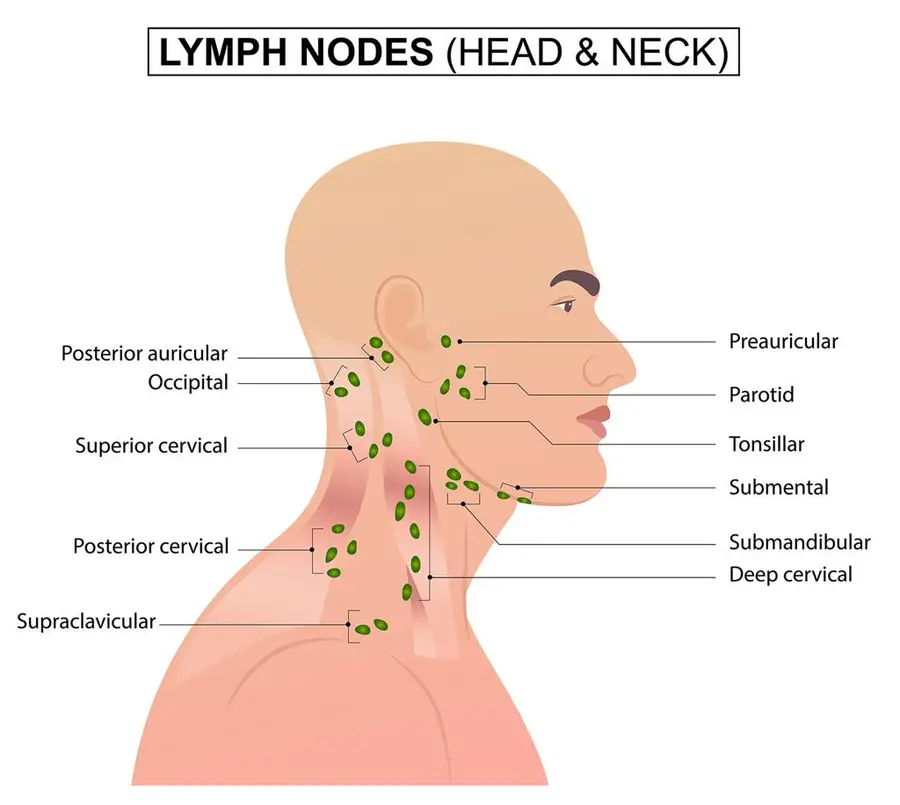 LYMPH NODES (HEAD & NECK)
Posterior auricular
Occipital
Superior cervical
Posterior cervical
Supraclavicular
Preauricular
Parotid
Tonsillar
Submental
Submandibular
Deep cervical